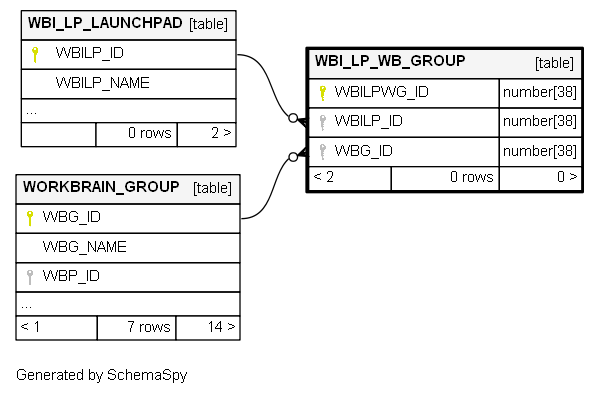 WBI_LP_LAUNCHPAD [table]
WBILP_ID
WBILP_NAME
...
0 rows 2 >
WBI_LP_WB_GROUP [table]
WBILPWG_ID number[38]
WBILP_ID number[38]
WBG_ID number[38]
< 2 0 rows 0 >
WORKBRAIN_GROUP [table]
WBG_ID
WBG_NAME
WBP_ID
...
< 1 7 rows 14 >
Generated by SchemaSpy